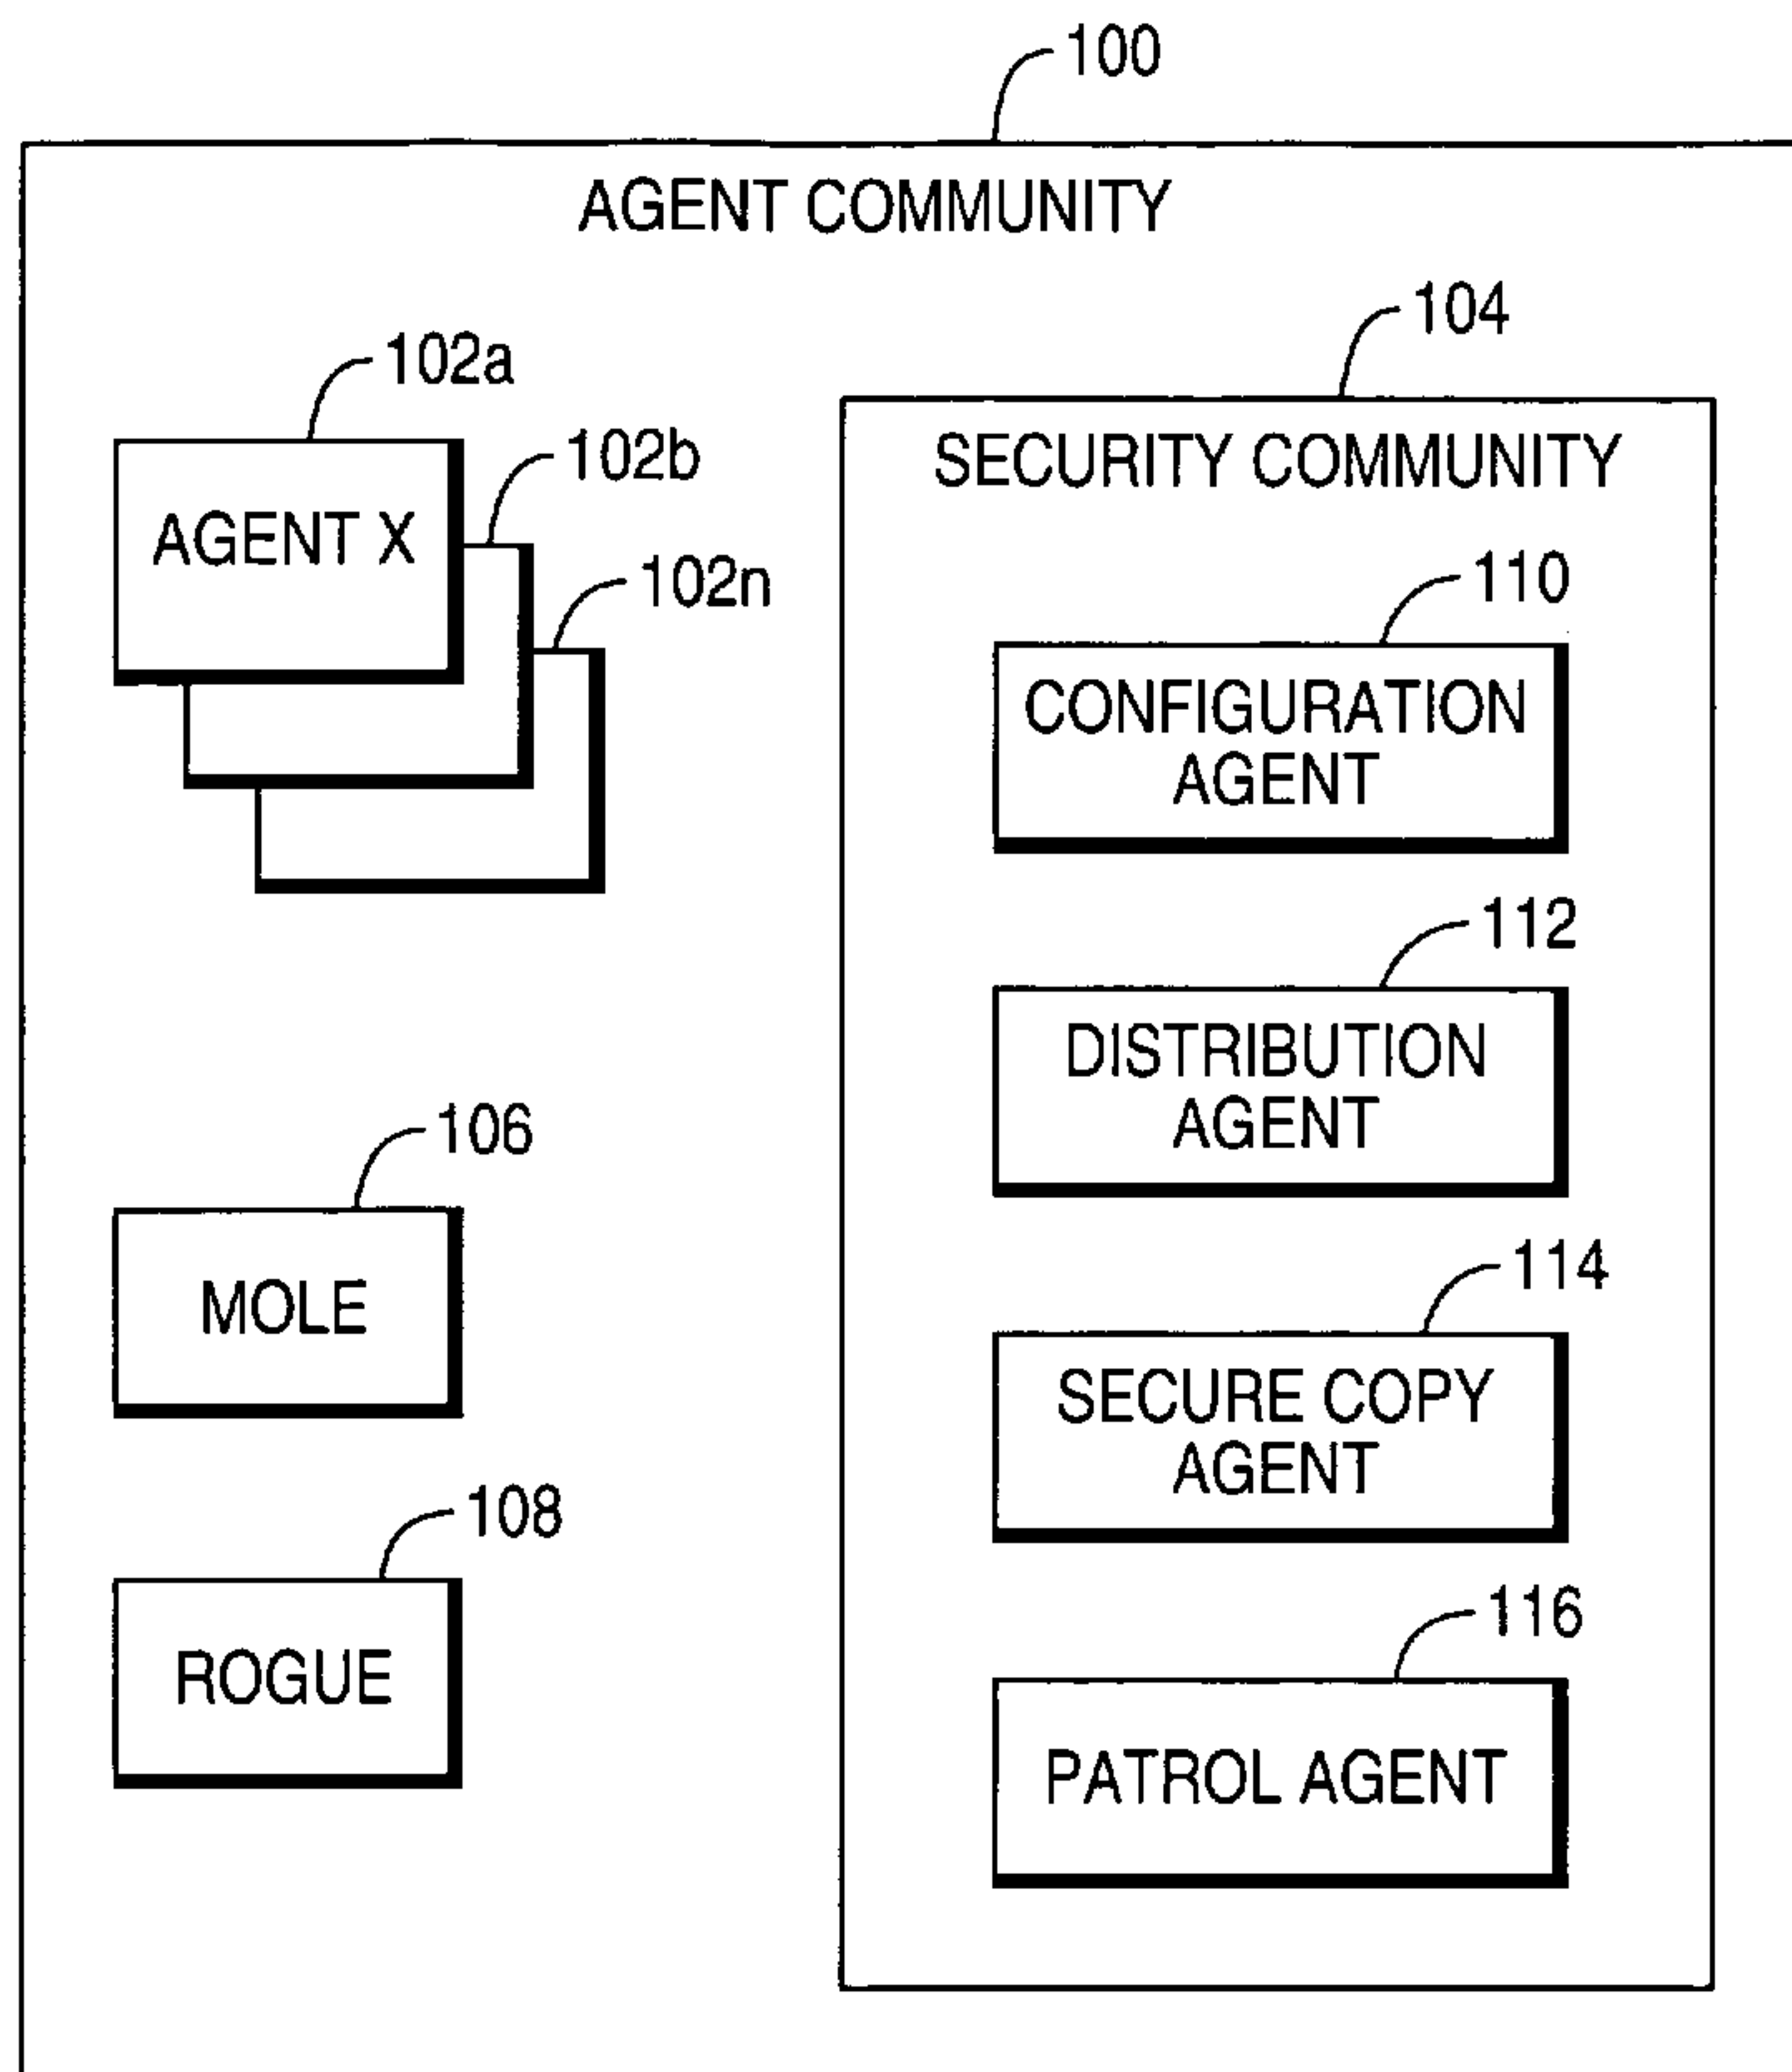 100
AGENT COMMUNITY
102a
102b
102n
AGENT X
104
SECURITY COMMUNITY
110
CONFIGURATION
AGENT
112
DISTRIBUTION
AGENT
106
MOLE
114
SECURE COPY
AGENT
108
ROGUE
116
PATROL AGENT